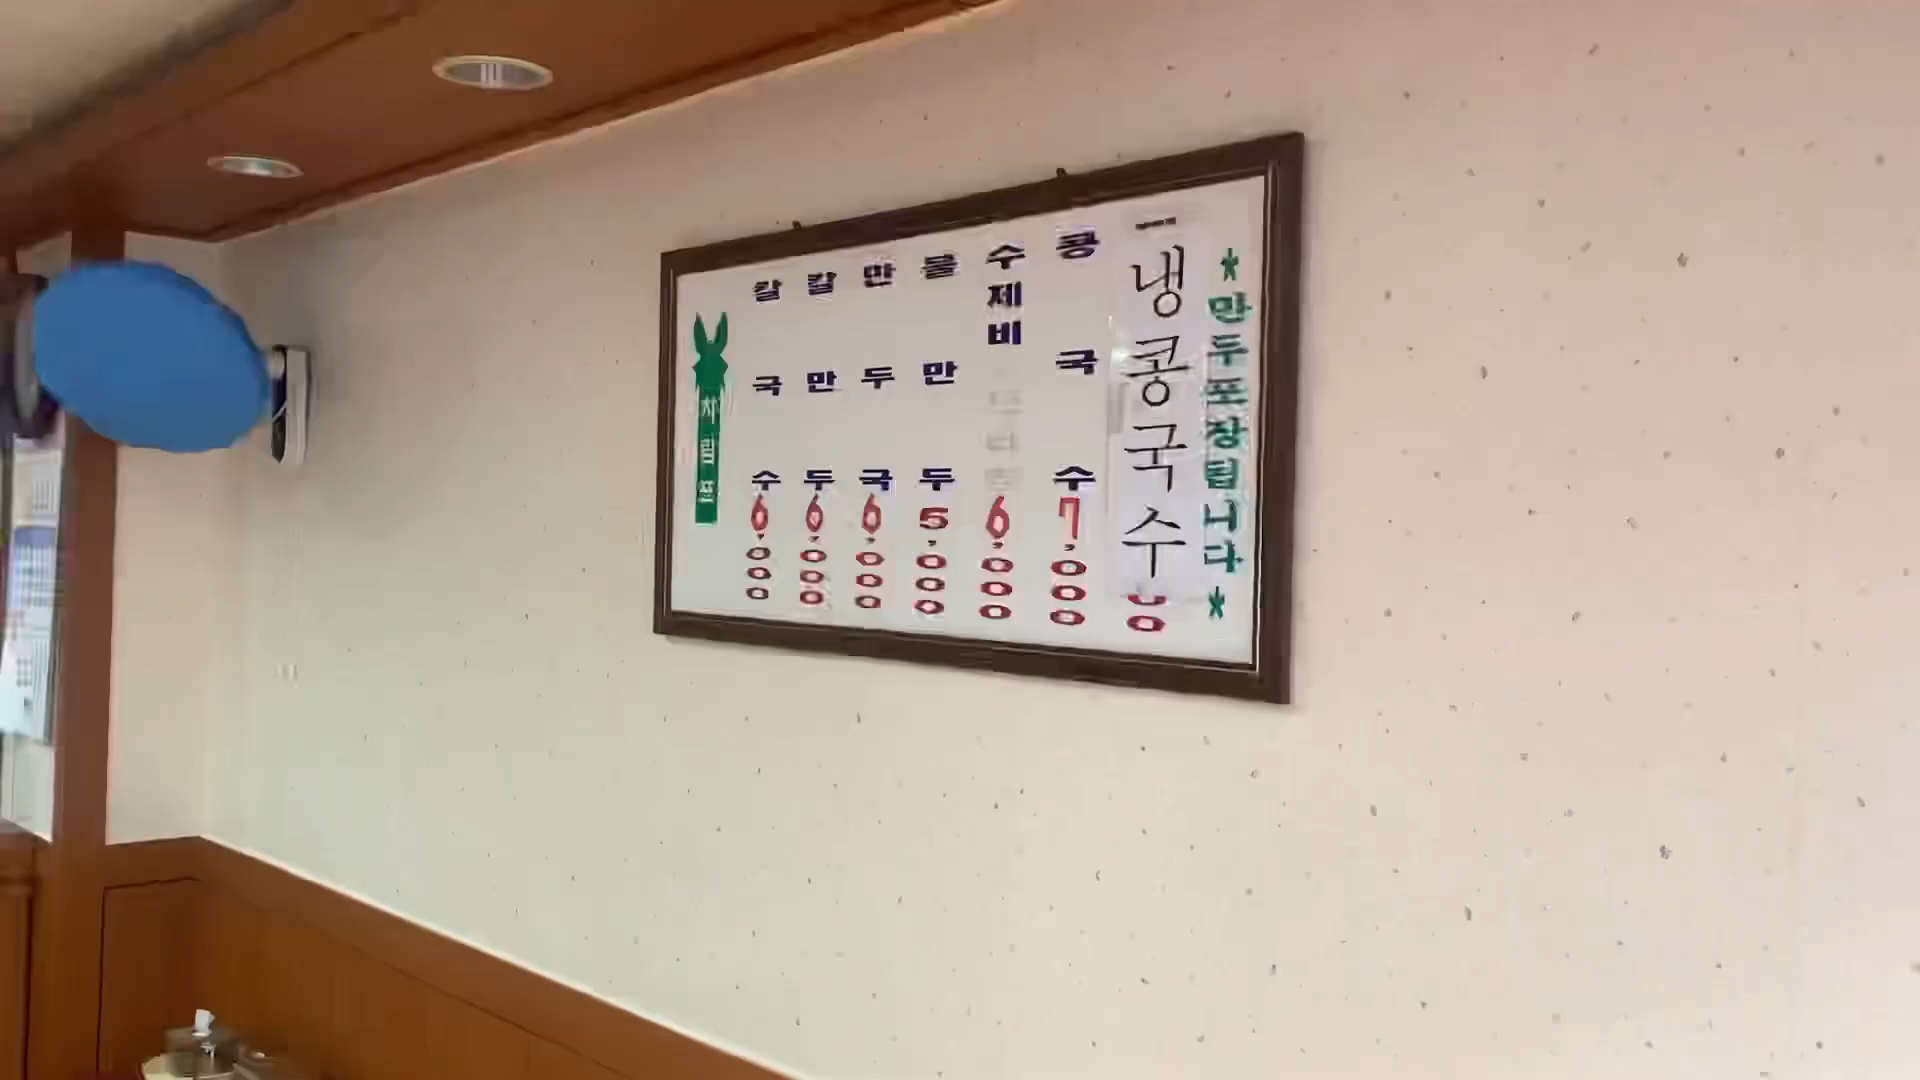 차림표
칼국수 6,000
칼만두 6,000
만두국 6,000
물만두 5,000
수제비 6,000
콩국수 7,000
냉콩국수
*만두포장됩니다*